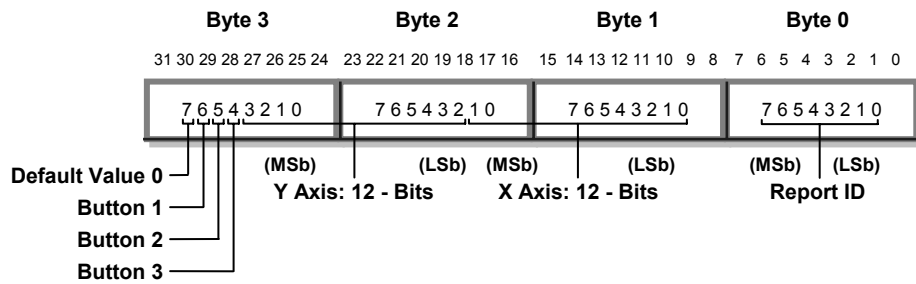 Byte 3 Byte 2 Byte 1 Byte 0
31 30 29 28 27 26 25 24 23 22 21 20 19 18 17 16 15 14 13 12 11 10 9 8 7 6 5 4 3 2 1 0
7 6 5 4 3 2 1 0 7 6 5 4 3 2 1 0 7 6 5 4 3 2 1 0 7 6 5 4 3 2 1 0
(MSb) (LSb) (MSb) (LSb) (MSb) (LSb)
Default Value 0 Y Axis: 12 - Bits X Axis: 12 - Bits Report ID
Button 1
Button 2
Button 3